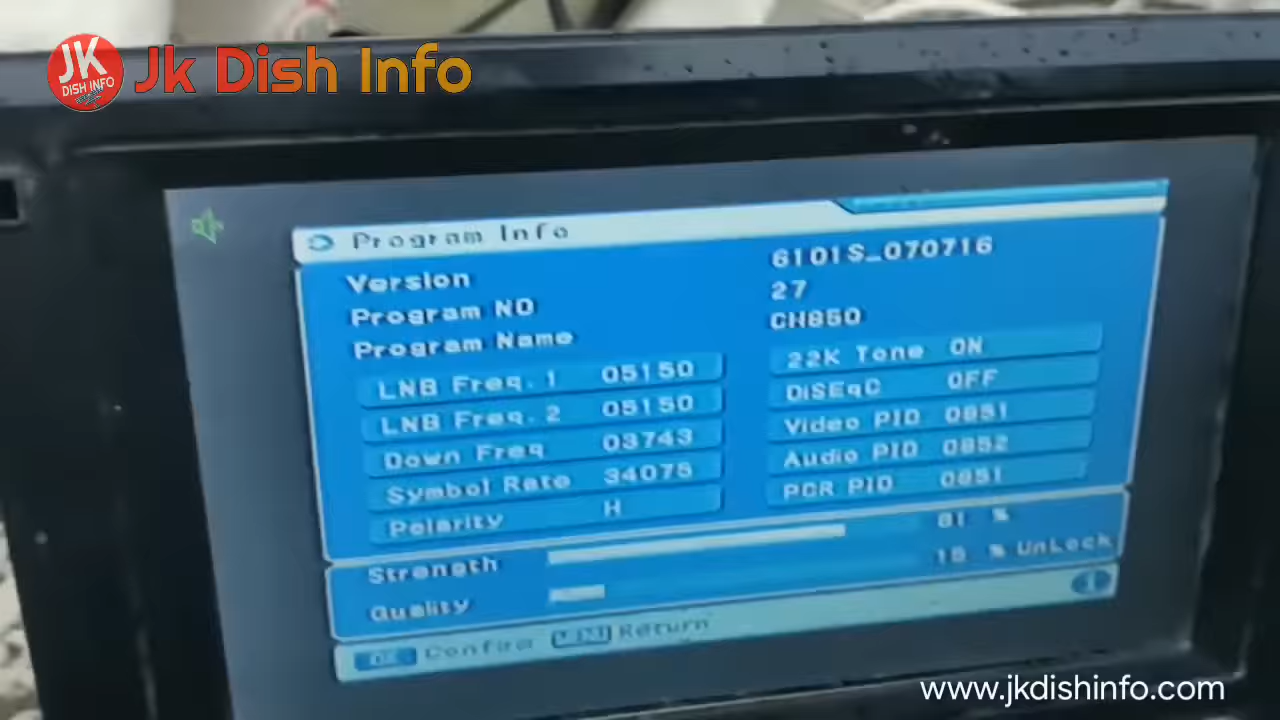 JK
DISH INFO
Jk Dish Info
Program Info
Version 6101S_070716
Program NO 27
Program Name CH850
LNB Freq. 1 05150
22K Tone ON
LNB Freq. 2 05150
DiSEqC OFF
Down Freq 03743
Video PID 0851
Symbol Rate 34075
Audio PID 0852
Polarity H
PCR PID 0851
Strength 81 %
Quality 15 % UnLock
OK Confirm Return
www.jkdishinfo.com